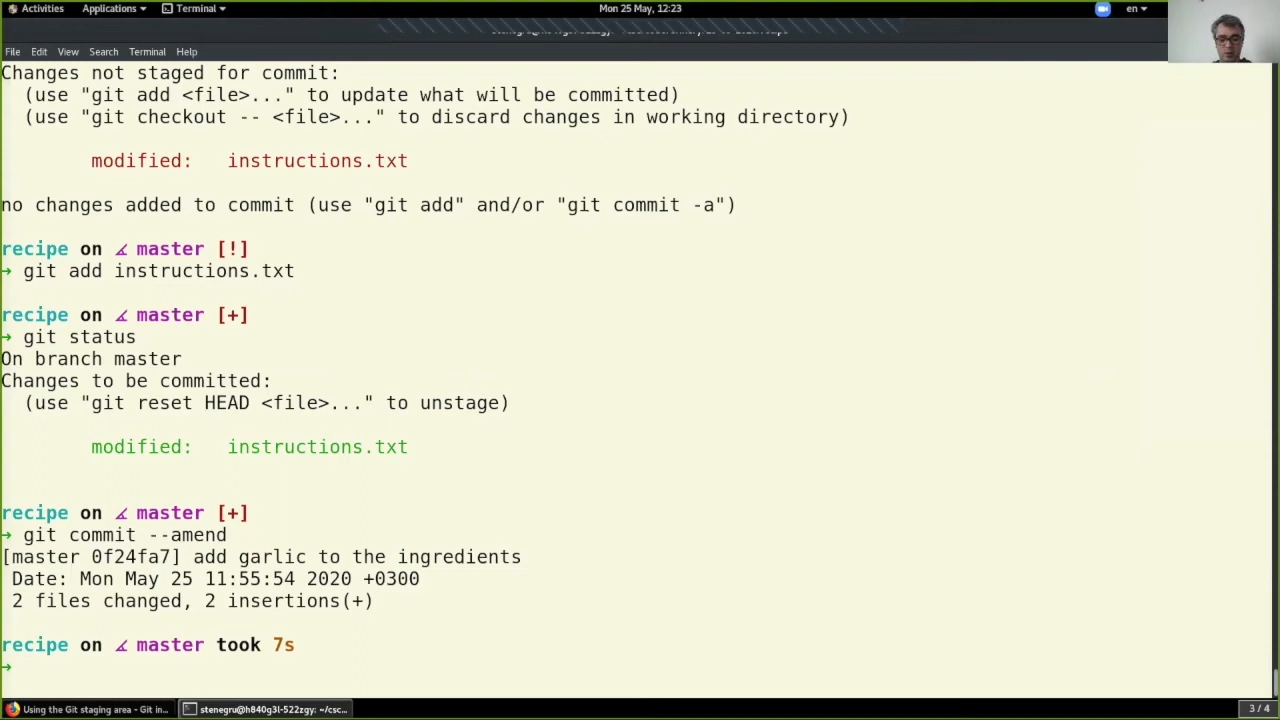 Activities Applications Terminal Mon 25 May, 12:23 en
File Edit View Search Terminal Help
Changes not staged for commit:
(use "git add <file>..." to update what will be committed)
(use "git checkout -- <file>..." to discard changes in working directory)
modified: instructions.txt
no changes added to commit (use "git add" and/or "git commit -a")
recipe on master [!]
➜ git add instructions.txt
recipe on master [+]
➜ git status
On branch master
Changes to be committed:
(use "git reset HEAD <file>..." to unstage)
modified: instructions.txt
recipe on master [+]
➜ git commit --amend
[master 0f24fa7] add garlic to the ingredients
Date: Mon May 25 11:55:54 2020 +0300
2 files changed, 2 insertions(+)
recipe on master took 7s
➜
Using the Git staging area - Git in... stenegru@h840g3l-522zgy: ~/csc... 3 / 4